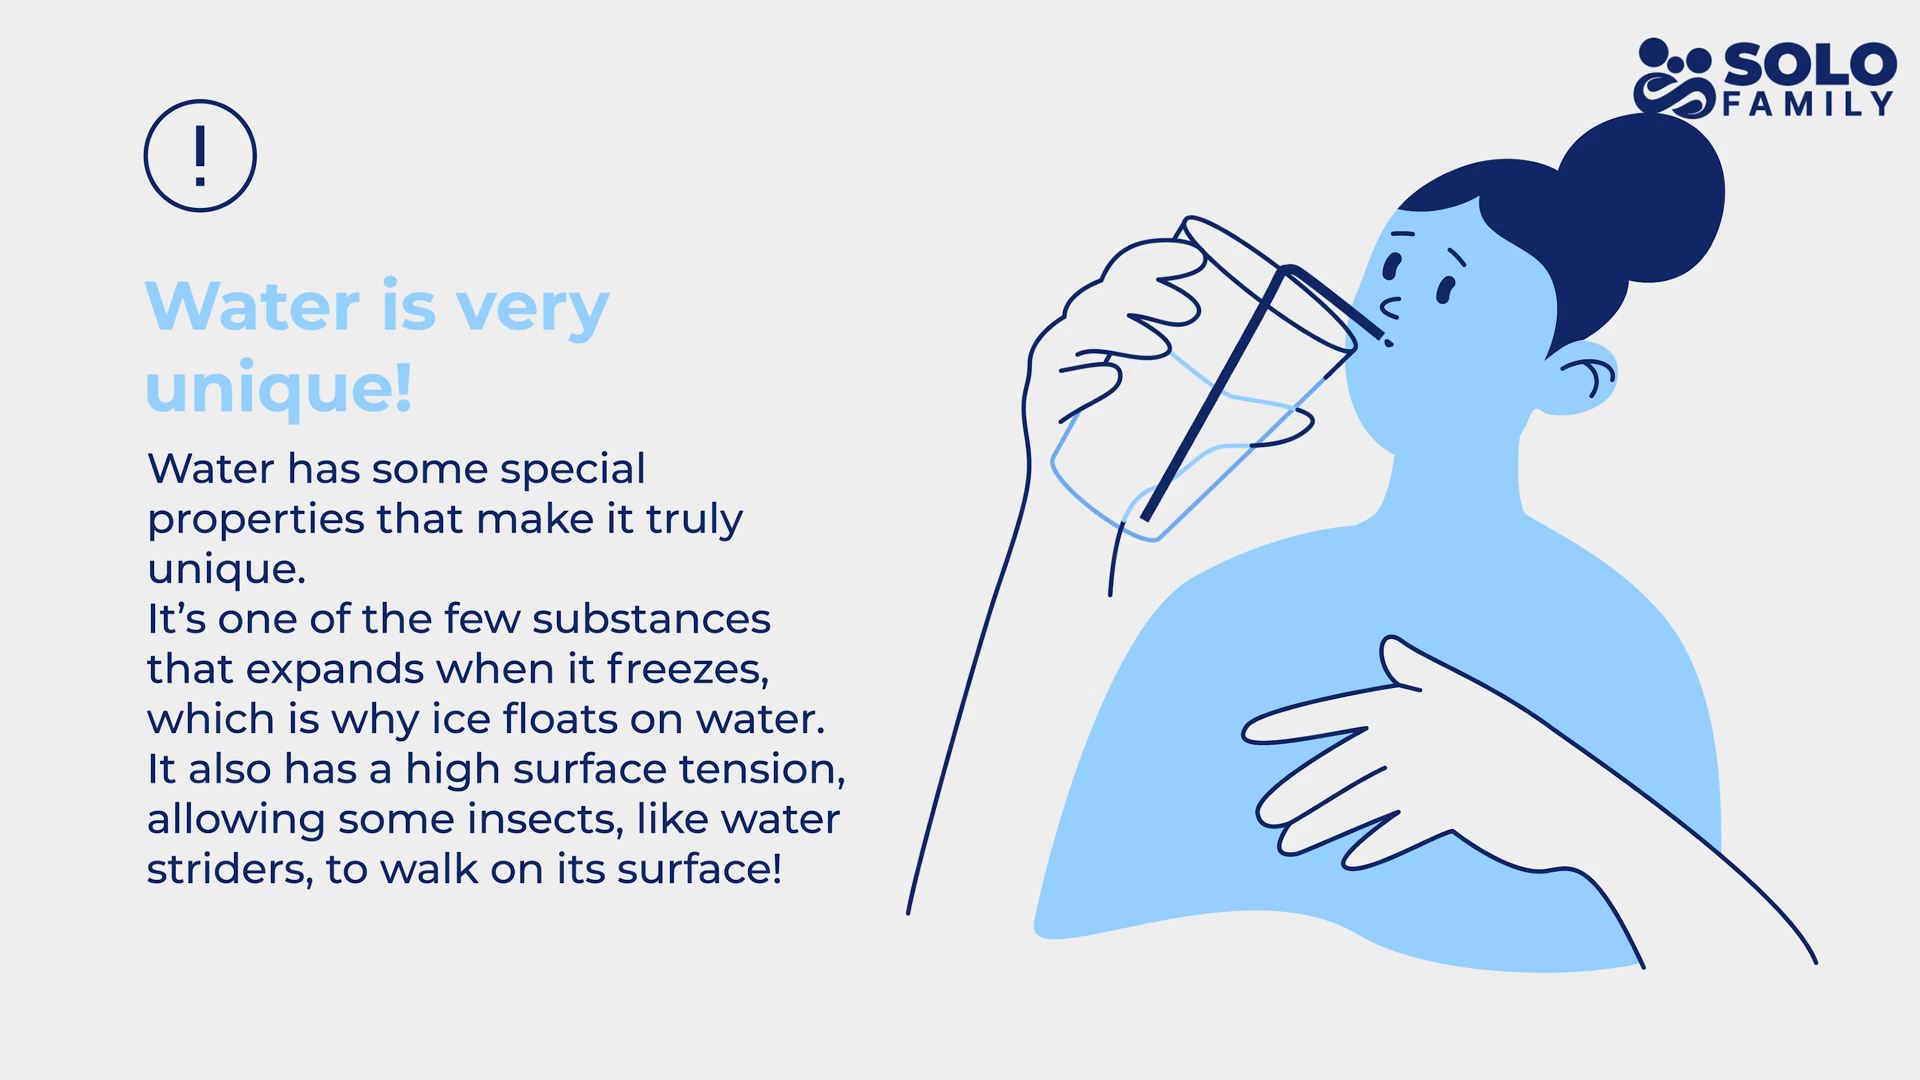 SOLO
FAMILY
!
Water is very
unique!
Water has some special
properties that make it truly
unique.
It’s one of the few substances
that expands when it freezes,
which is why ice floats on water.
It also has a high surface tension,
allowing some insects, like water
striders, to walk on its surface!